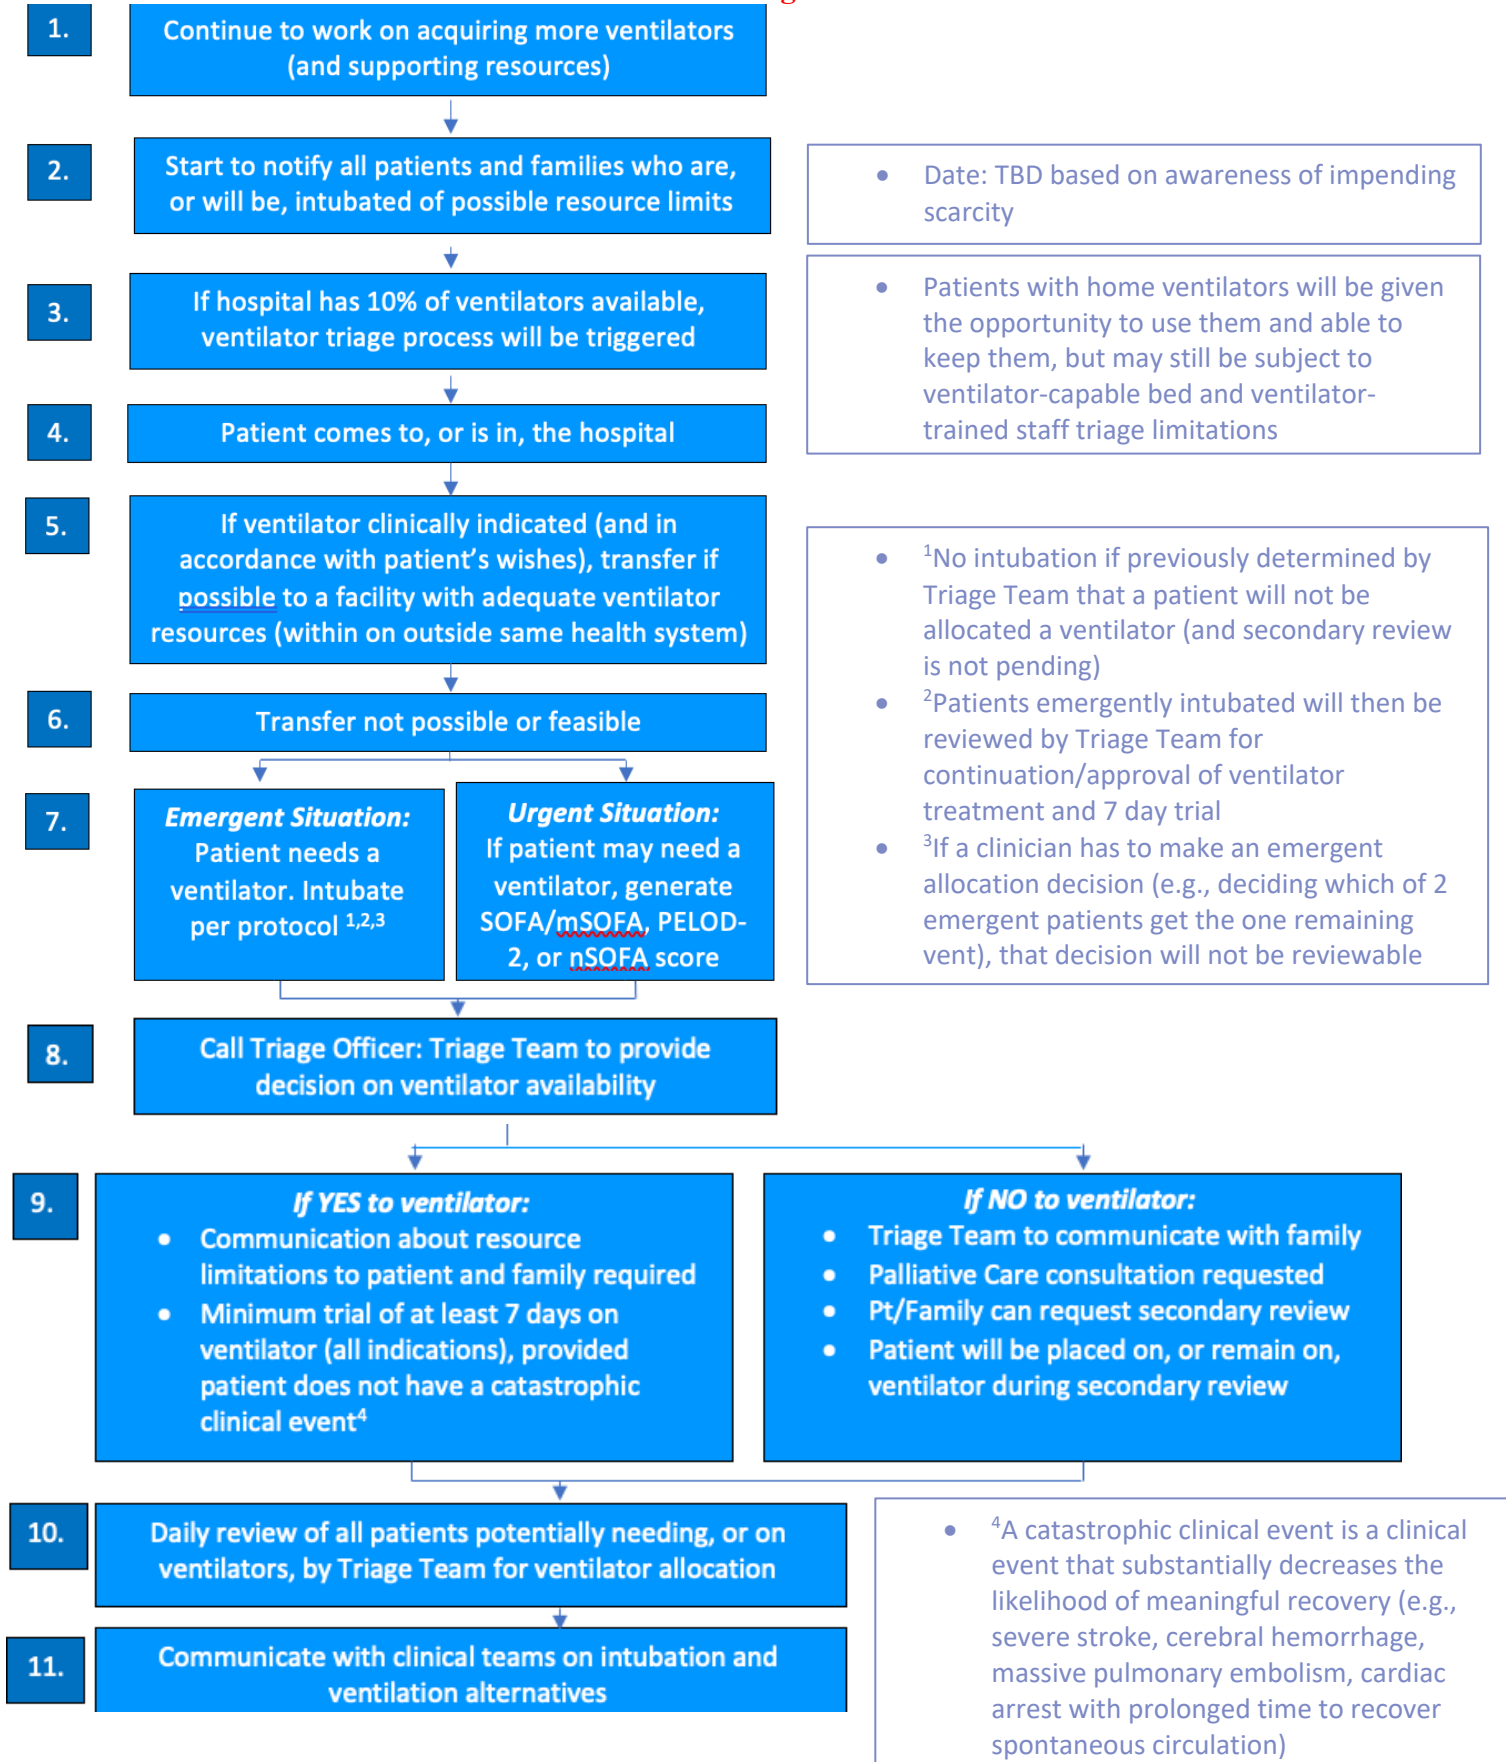 1.
Continue to work on acquiring more ventilators
(and supporting resources)
2.
Start to notify all patients and families who are,
or will be, intubated of possible resource limits
• Date: TBD based on awareness of impending
scarcity
3.
If hospital has 10% of ventilators available,
ventilator triage process will be triggered
• Patients with home ventilators will be given
the opportunity to use them and able to
keep them, but may still be subject to
ventilator-capable bed and ventilator-
trained staff triage limitations
4.
Patient comes to, or is in, the hospital
5.
If ventilator clinically indicated (and in
accordance with patient's wishes), transfer if
possible to a facility with adequate ventilator
resources (within on outside same health system)
6.
Transfer not possible or feasible
• ¹No intubation if previously determined by
Triage Team that a patient will not be
allocated a ventilator (and secondary review
is not pending)
• ²Patients emergently intubated will then be
reviewed by Triage Team for
continuation/approval of ventilator
treatment and 7 day trial
• ³If a clinician has to make an emergent
allocation decision (e.g., deciding which of 2
emergent patients get the one remaining
vent), that decision will not be reviewable
7.
Emergent Situation:
Patient needs a
ventilator. Intubate
per protocol ¹,²,³
Urgent Situation:
If patient may need a
ventilator, generate
SOFA/mSOFA, PELOD-
2, or nSOFA score
8.
Call Triage Officer: Triage Team to provide
decision on ventilator availability
9.
If YES to ventilator:
• Communication about resource
limitations to patient and family required
• Minimum trial of at least 7 days on
ventilator (all indications), provided
patient does not have a catastrophic
clinical event⁴
If NO to ventilator:
• Triage Team to communicate with family
• Palliative Care consultation requested
• Pt/Family can request secondary review
• Patient will be placed on, or remain on,
ventilator during secondary review
10.
Daily review of all patients potentially needing, or on
ventilators, by Triage Team for ventilator allocation
11.
Communicate with clinical teams on intubation and
ventilation alternatives
• ⁴A catastrophic clinical event is a clinical
event that substantially decreases the
likelihood of meaningful recovery (e.g.,
severe stroke, cerebral hemorrhage,
massive pulmonary embolism, cardiac
arrest with prolonged time to recover
spontaneous circulation)